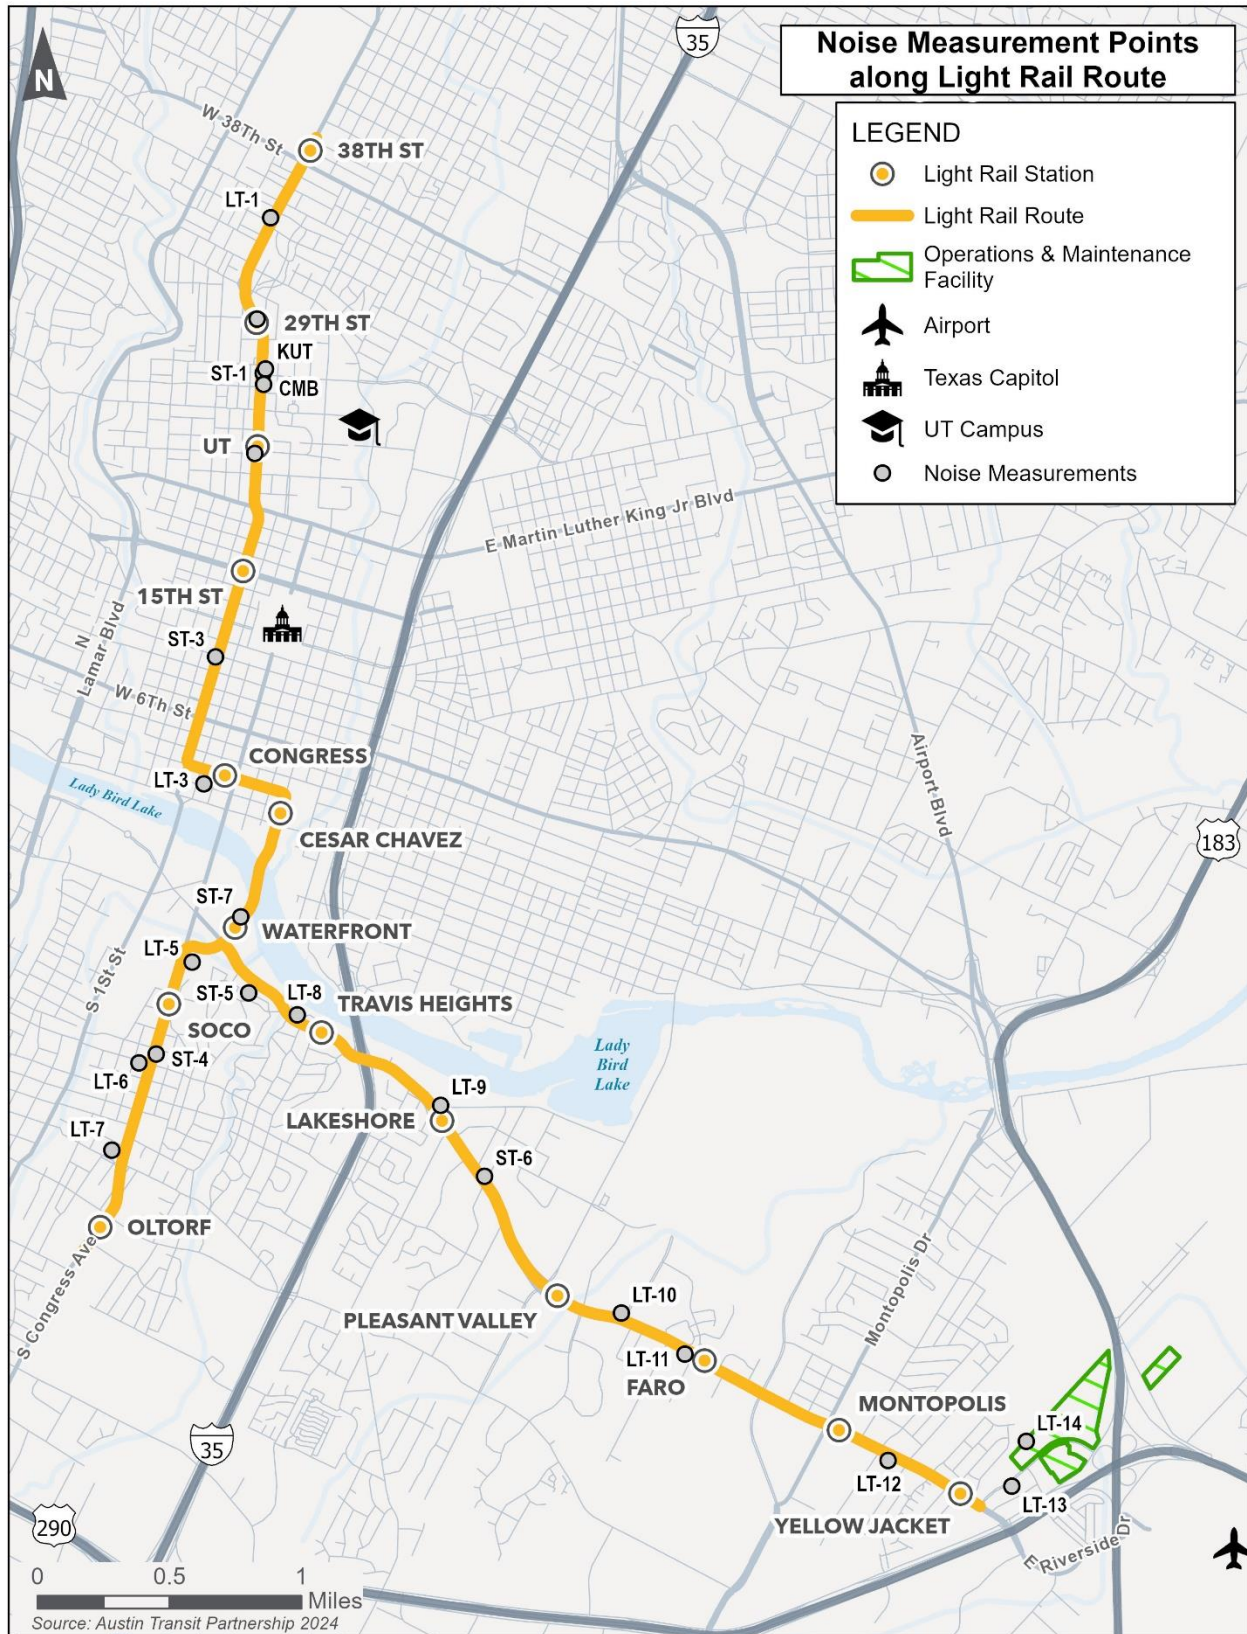 Noise Measurement Points
along Light Rail Route
LEGEND
Light Rail Station
Light Rail Route
Operations & Maintenance
Facility
Airport
Texas Capitol
UT Campus
Noise Measurements
N
35
W 38Th St
38TH ST
LT-1
29TH ST
KUT
ST-1
CMB
UT
E Martin Luther King Jr Blvd
15TH ST
N
Lamar Blvd
ST-3
W 6Th St
CONGRESS
LT-3
Lady Bird Lake
CESAR CHAVEZ
Airport Blvd
183
ST-7
WATERFRONT
LT-5
S 1St St
ST-5
LT-8
TRAVIS HEIGHTS
SOCO
ST-4
LT-6
Lady
Bird
Lake
LT-9
LAKESHORE
LT-7
ST-6
OLTORF
S Congress Ave
Montopolis Dr
PLEASANT VALLEY
LT-10
LT-11
FARO
MONTOPOLIS
LT-14
LT-12
LT-13
YELLOW JACKET
E Riverside Dr
35
290
0 0.5 1
Miles
Source: Austin Transit Partnership 2024